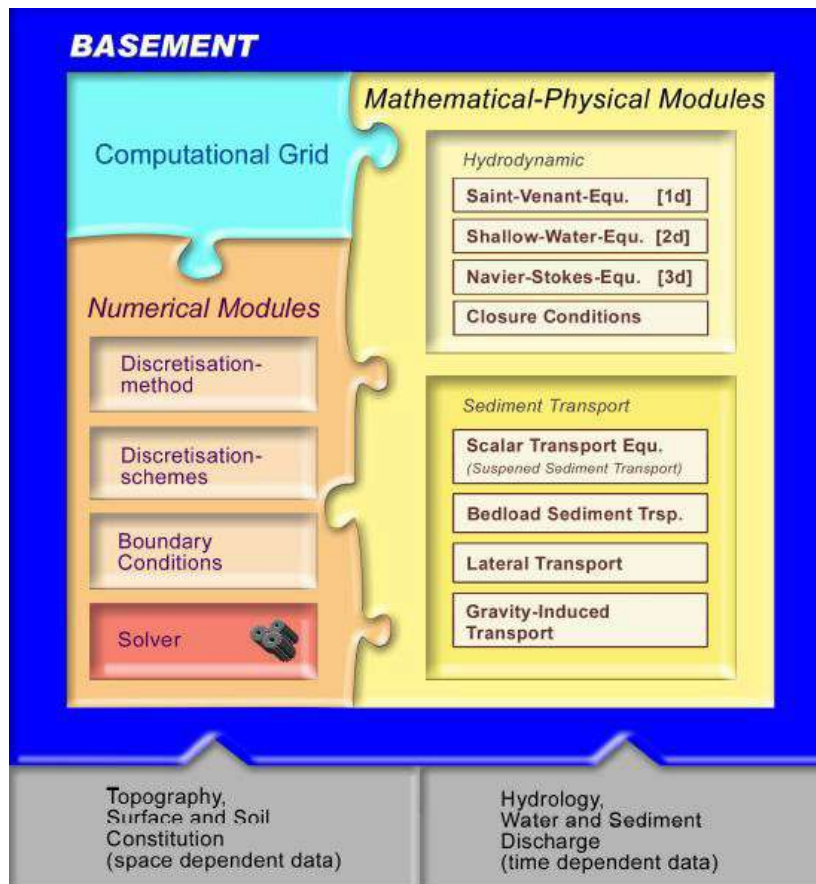 BASEMENT
Computational Grid
Numerical Modules
Discretisation-
method
Discretisation-
schemes
Boundary
Conditions
Solver
Mathematical-Physical Modules
Hydrodynamic
Saint-Venant-Equ. [1d]
Shallow-Water-Equ. [2d]
Navier-Stokes-Equ. [3d]
Closure Conditions
Sediment Transport
Scalar Transport Equ.
(Suspened Sediment Transport)
Bedload Sediment Trsp.
Lateral Transport
Gravity-Induced
Transport
Topography,
Surface and Soil
Constitution
(space dependent data)
Hydrology,
Water and Sediment
Discharge
(time dependent data)